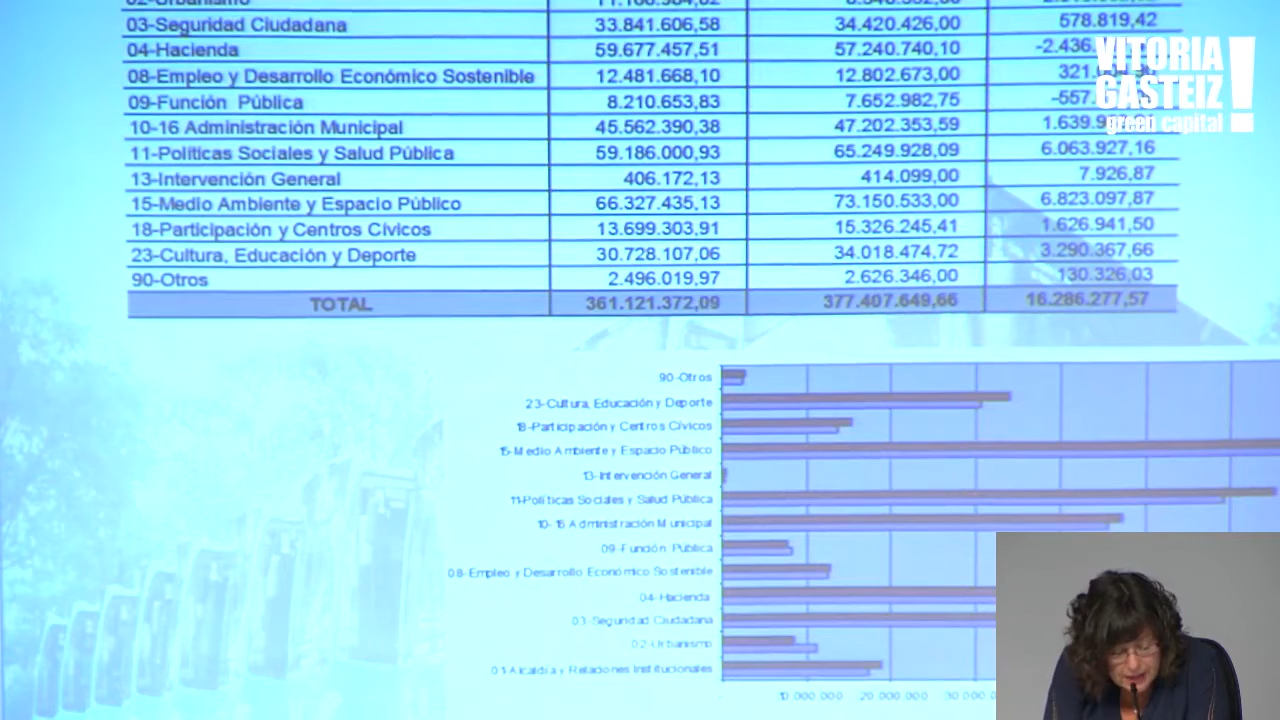 03-Seguridad Ciudadana 33.841.606,58 34.420.426,00 578.819,42
04-Hacienda 59.677.457,51 57.240.740,10 -2.436.
08-Empleo y Desarrollo Económico Sostenible 12.481.668,10 12.802.673,00 321.
09-Función Pública 8.210.653,83 7.652.982,75 -557.
10-16 Administración Municipal 45.562.390,38 47.202.353,59 1.639.9
11-Políticas Sociales y Salud Pública 59.186.000,93 65.249.928,09 6.063.927,16
13-Intervención General 406.172,13 414.099,00 7.926,87
15-Medio Ambiente y Espacio Público 66.327.435,13 73.150.533,00 6.823.097,87
18-Participación y Centros Cívicos 13.699.303,91 15.326.245,41 1.626.941,50
23-Cultura, Educación y Deporte 30.728.107,06 34.018.474,72 3.290.367,66
90-Otros 2.496.019,97 2.626.346,00 130.326,03
TOTAL 361.121.372,09 377.407.649,66 16.286.277,57
VITORIA
GASTEIZ
green capital
90-Otros
23-Cultura, Educación y Deporte
18-Participación y Centros Cívicos
15-Medio Ambiente y Espacio Público
13-Intervención General
11-Políticas Sociales y Salud Pública
10-16 Administración Municipal
09-Función Pública
08-Empleo y Desarrollo Económico Sostenible
04-Hacienda
03-Seguridad Ciudadana
02-Urbanismo
01-Alcaldía y Relaciones Institucionales
10.000.000 20.000.000 30.000.0